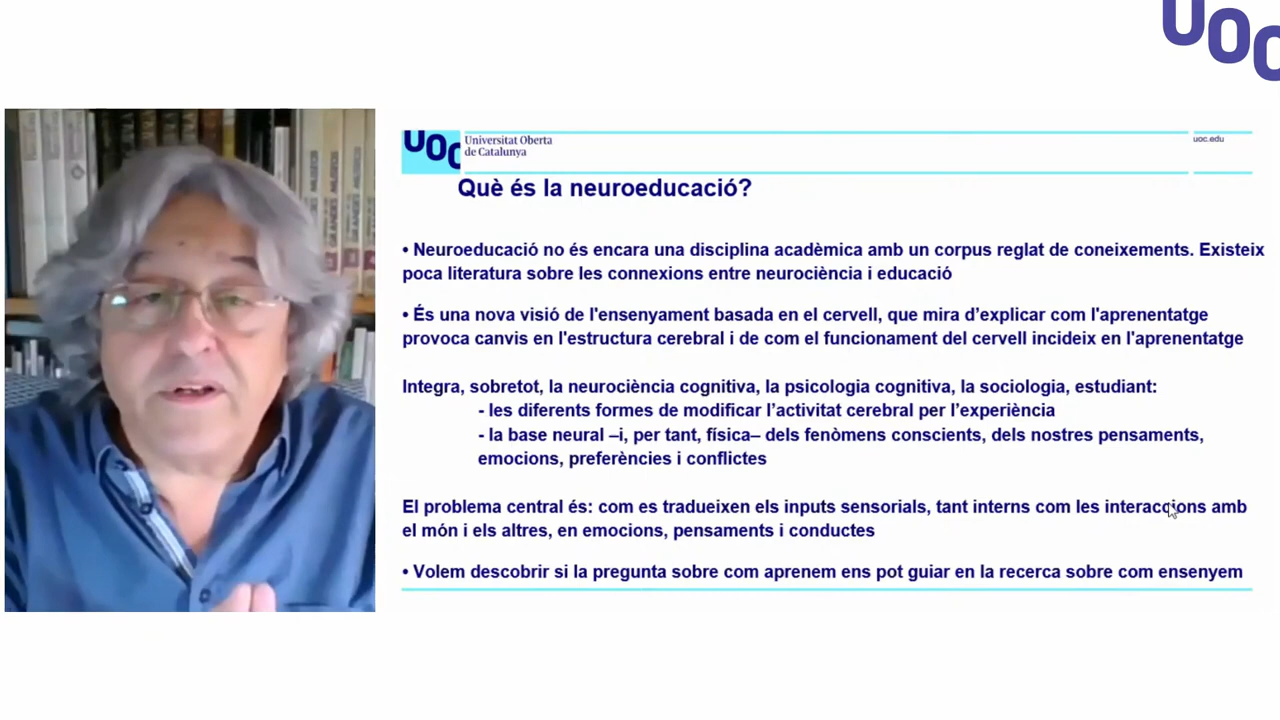 UOC
UOC
Universitat Oberta
de Catalunya
uoc.edu
Què és la neuroeducació?
• Neuroeducació no és encara una disciplina acadèmica amb un corpus reglat de coneixements. Existeix
poca literatura sobre les connexions entre neurociència i educació
• És una nova visió de l'ensenyament basada en el cervell, que mira d’explicar com l'aprenentatge
provoca canvis en l'estructura cerebral i de com el funcionament del cervell incideix en l'aprenentatge
Integra, sobretot, la neurociència cognitiva, la psicologia cognitiva, la sociologia, estudiant:
- les diferents formes de modificar l’activitat cerebral per l’experiència
- la base neural –i, per tant, física– dels fenòmens conscients, dels nostres pensaments,
emocions, preferències i conflictes
El problema central és: com es tradueixen els inputs sensorials, tant interns com les interaccions amb
el món i els altres, en emocions, pensaments i conductes
• Volem descobrir si la pregunta sobre com aprenem ens pot guiar en la recerca sobre com ensenyem